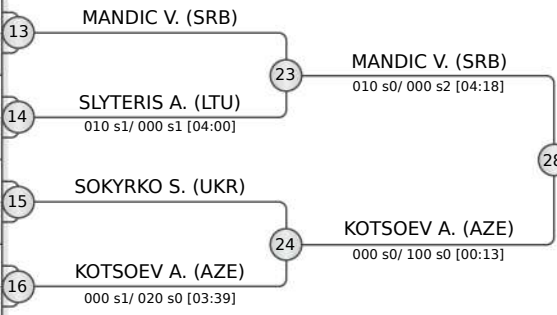 MANDIC V. (SRB)
13
23
MANDIC V. (SRB)
010 s0/ 000 s2 [04:18]
SLYTERIS A. (LTU)
14
010 s1/ 000 s1 [04:00]
28
SOKYRKO S. (UKR)
15
24
KOTSOEV A. (AZE)
000 s0/ 100 s0 [00:13]
KOTSOEV A. (AZE)
16
000 s1/ 020 s0 [03:39]